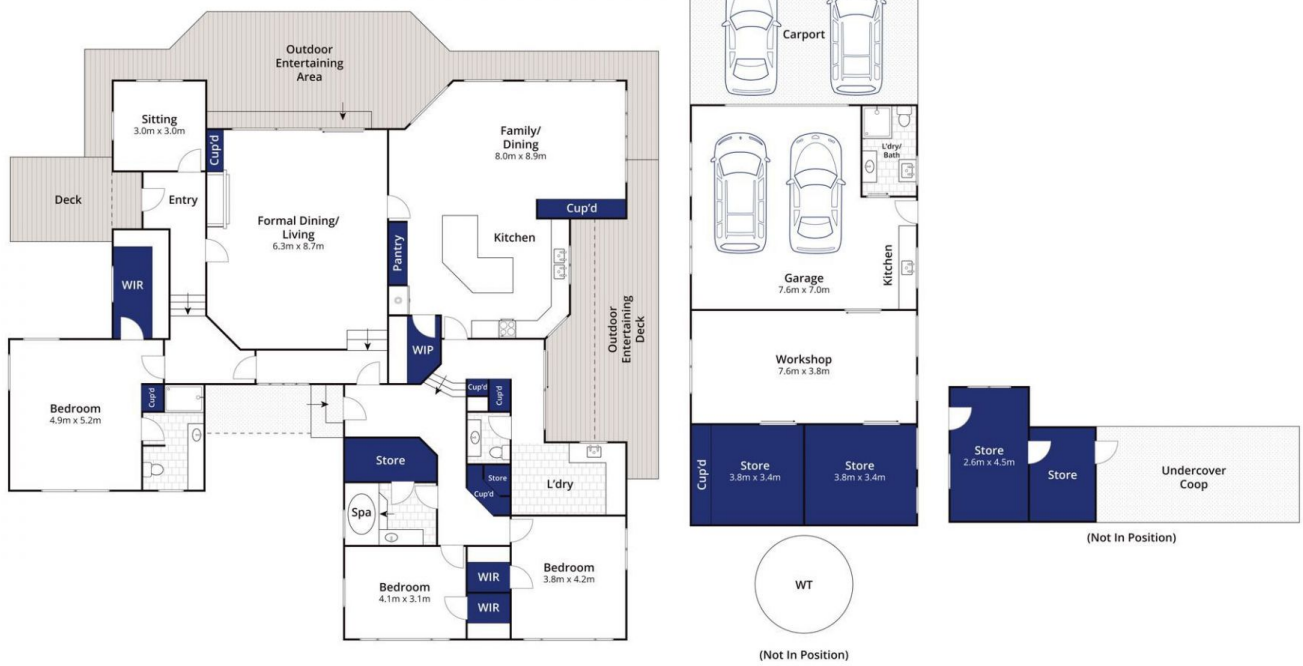 Outdoor
Entertaining
Area
Sitting
3.0m x 3.0m
Cup'd
Deck
Entry
Formal Dining/
Living
6.3m x 8.7m
Family/
Dining
8.0m x 8.9m
Cup'd
Kitchen
Pantry
WIR
WIP
Outdoor
Entertaining
Deck
Bedroom
4.9m x 5.2m
Cup'd
Cup'd
Cup'd
Store
Store
Cup'd
L'dry
Spa
Bedroom
4.1m x 3.1m
WIR
WIR
Bedroom
3.8m x 4.2m
Carport
L'dry/
Bath
Kitchen
Garage
7.6m x 7.0m
Workshop
7.6m x 3.8m
Cup'd
Store
3.8m x 3.4m
Store
3.8m x 3.4m
WT
(Not In Position)
Store
2.6m x 4.5m
Store
Undercover
Coop
(Not In Position)